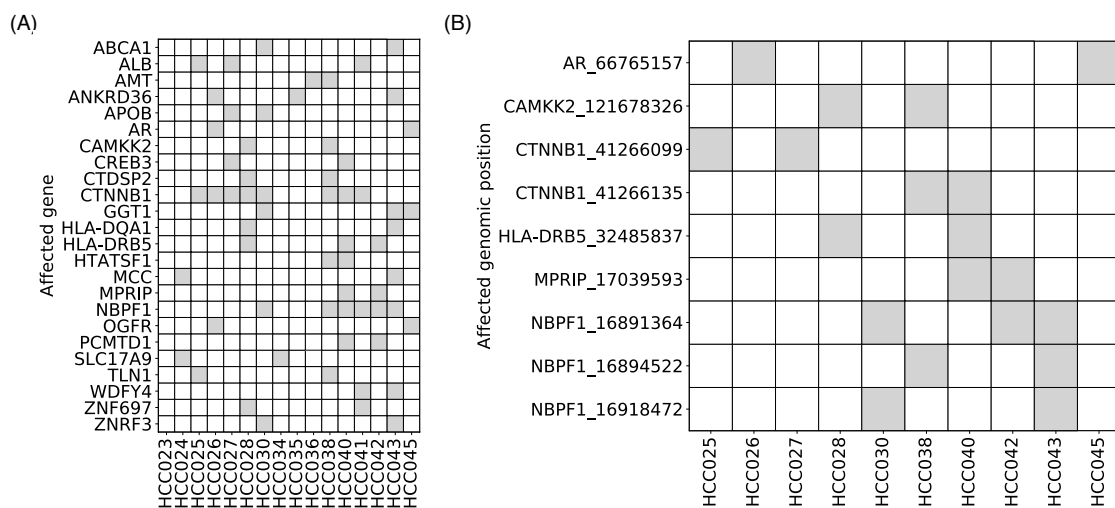 (A)
Affected gene
ABCA1
ALB
AMT
ANKRD36
APOB
AR
CAMKK2
CREB3
CTDSP2
CTNNB1
GGT1
HLA-DQA1
HLA-DRB5
HTATSF1
MCC
MPRIP
NBPF1
OGFR
PCMTD1
SLC17A9
TLN1
WDFY4
ZNF697
ZNRF3
HCC023
HCC024
HCC025
HCC026
HCC027
HCC028
HCC030
HCC034
HCC035
HCC036
HCC038
HCC040
HCC041
HCC042
HCC043
HCC045
(B)
Affected genomic position
AR_66765157
CAMKK2_121678326
CTNNB1_41266099
CTNNB1_41266135
HLA-DRB5_32485837
MPRIP_17039593
NBPF1_16891364
NBPF1_16894522
NBPF1_16918472
HCC025
HCC026
HCC027
HCC028
HCC030
HCC038
HCC040
HCC042
HCC043
HCC045